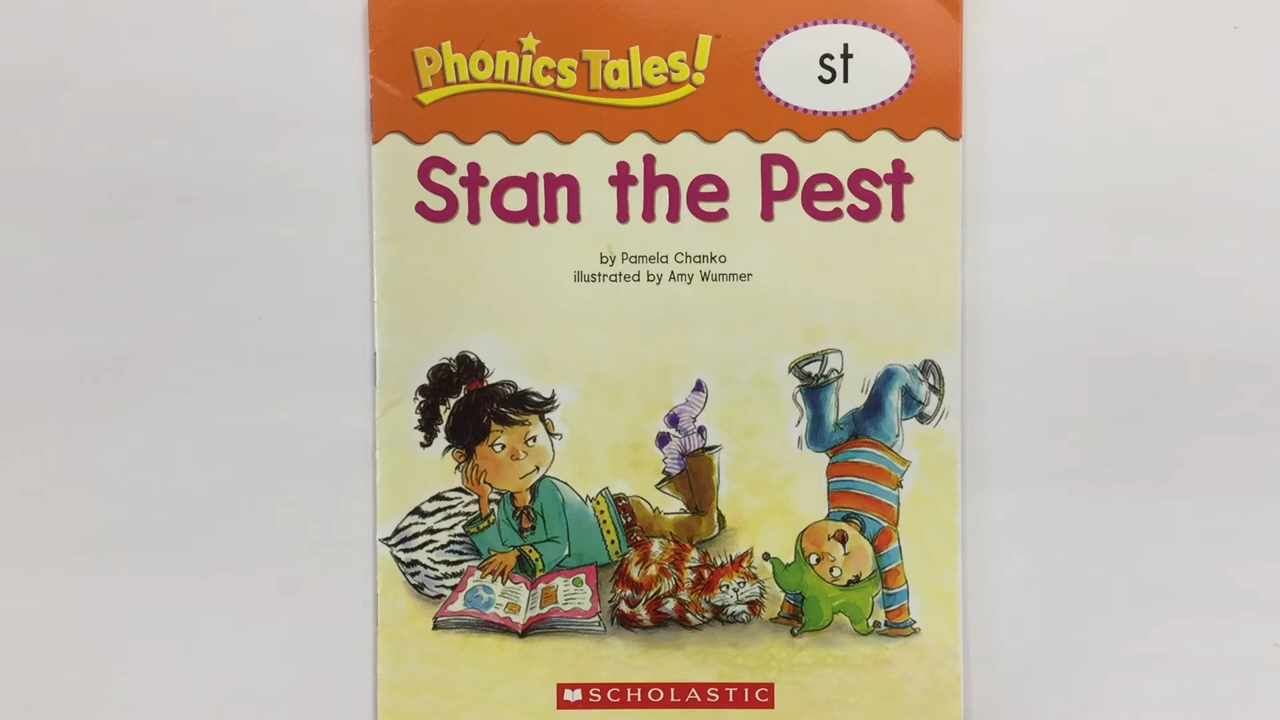 Phonics Tales!
st
Stan the Pest
by Pamela Chanko
illustrated by Amy Wummer
SCHOLASTIC